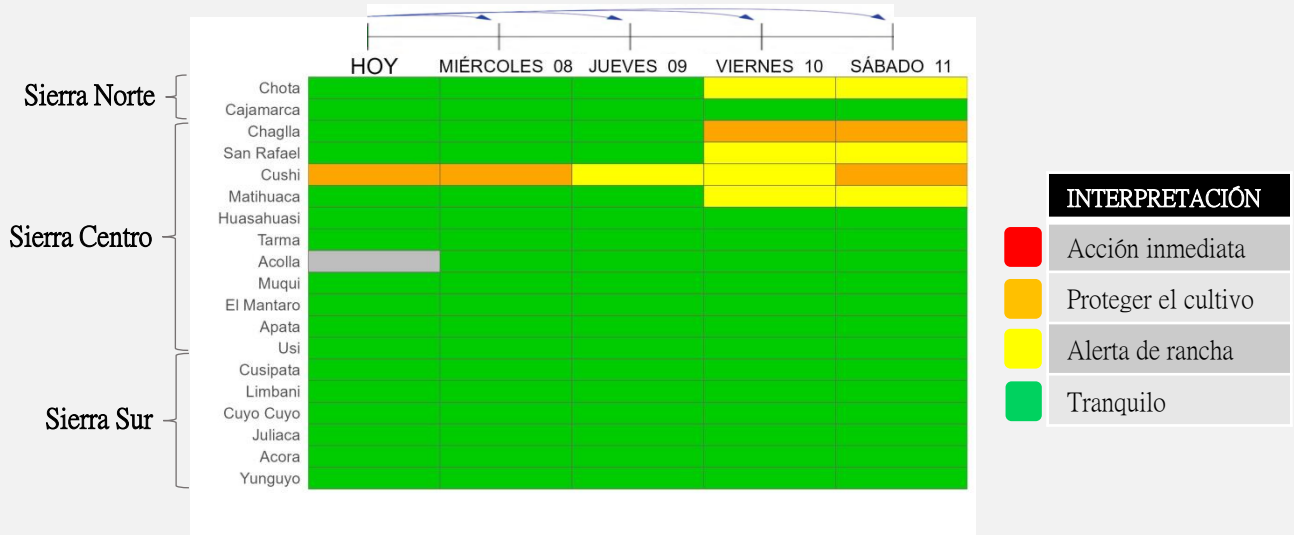 HOY MIÉRCOLES 08 JUEVES 09 VIERNES 10 SÁBADO 11
Sierra Norte
Chota
Cajamarca
Sierra Centro
Chaglla
San Rafael
Cushi
Matihuaca
Huasahuasi
Tarma
Acolla
Muqui
El Mantaro
Apata
Usi
Sierra Sur
Cusipata
Limbani
Cuyo Cuyo
Juliaca
Acora
Yunguyo
INTERPRETACIÓN
Acción inmediata
Proteger el cultivo
Alerta de rancha
Tranquilo